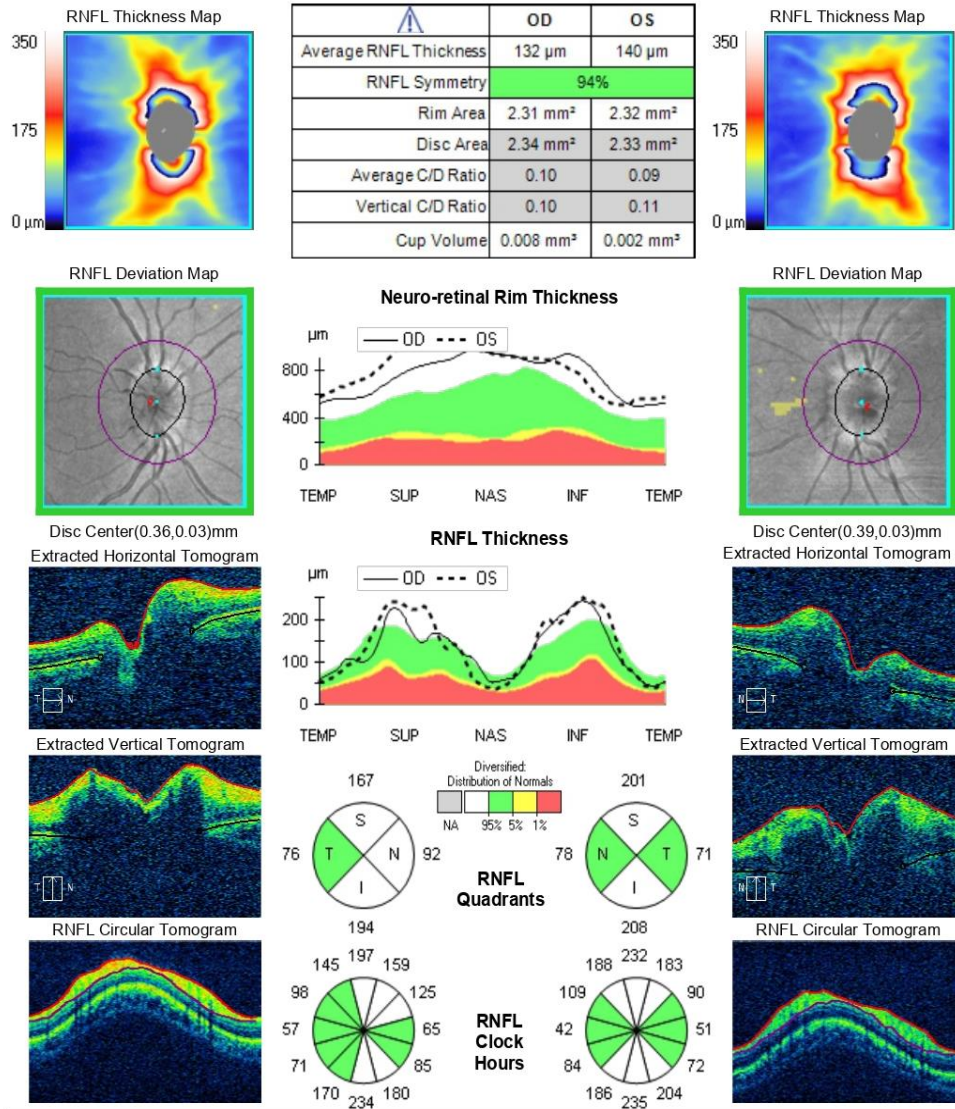 RNFL Thickness Map
350
175
0 µm
OD OS
Average RNFL Thickness 132 µm 140 µm
RNFL Symmetry 94%
Rim Area 2.31 mm² 2.32 mm²
Disc Area 2.34 mm² 2.33 mm²
Average C/D Ratio 0.10 0.09
Vertical C/D Ratio 0.10 0.11
Cup Volume 0.008 mm³ 0.002 mm³
RNFL Thickness Map
350
175
0 µm
RNFL Deviation Map
Disc Center(0.36,0.03)mm
Neuro-retinal Rim Thickness
µm OD OS
800
400
0
TEMP SUP NAS INF TEMP
RNFL Deviation Map
Disc Center(0.39,0.03)mm
Extracted Horizontal Tomogram
T N
RNFL Thickness
µm OD OS
200
100
0
TEMP SUP NAS INF TEMP
Extracted Horizontal Tomogram
T N
Extracted Vertical Tomogram
T N
Diversified:
Distribution of Normals
NA 95% 5% 1%
167
S
76 T N 92
I
194
RNFL
Quadrants
201
S
78 N T 71
I
208
Extracted Vertical Tomogram
N T
RNFL Circular Tomogram
197
145 159
98 125
57 65
71 85
170 180
234
RNFL
Clock
Hours
232
188 183
109 90
42 51
84 72
186 204
235
RNFL Circular Tomogram